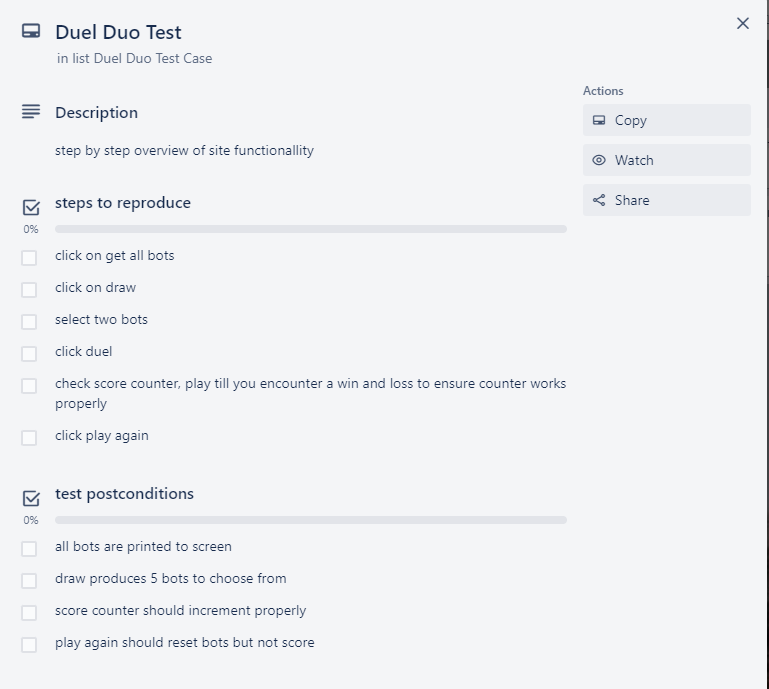 Duel Duo Test
in list Duel Duo Test Case
Description
step by step overview of site functionallity
steps to reproduce
0%
click on get all bots
click on draw
select two bots
click duel
check score counter, play till you encounter a win and loss to ensure counter works
properly
click play again
test postconditions
0%
all bots are printed to screen
draw produces 5 bots to choose from
score counter should increment properly
play again should reset bots but not score
Actions
Copy
Watch
Share